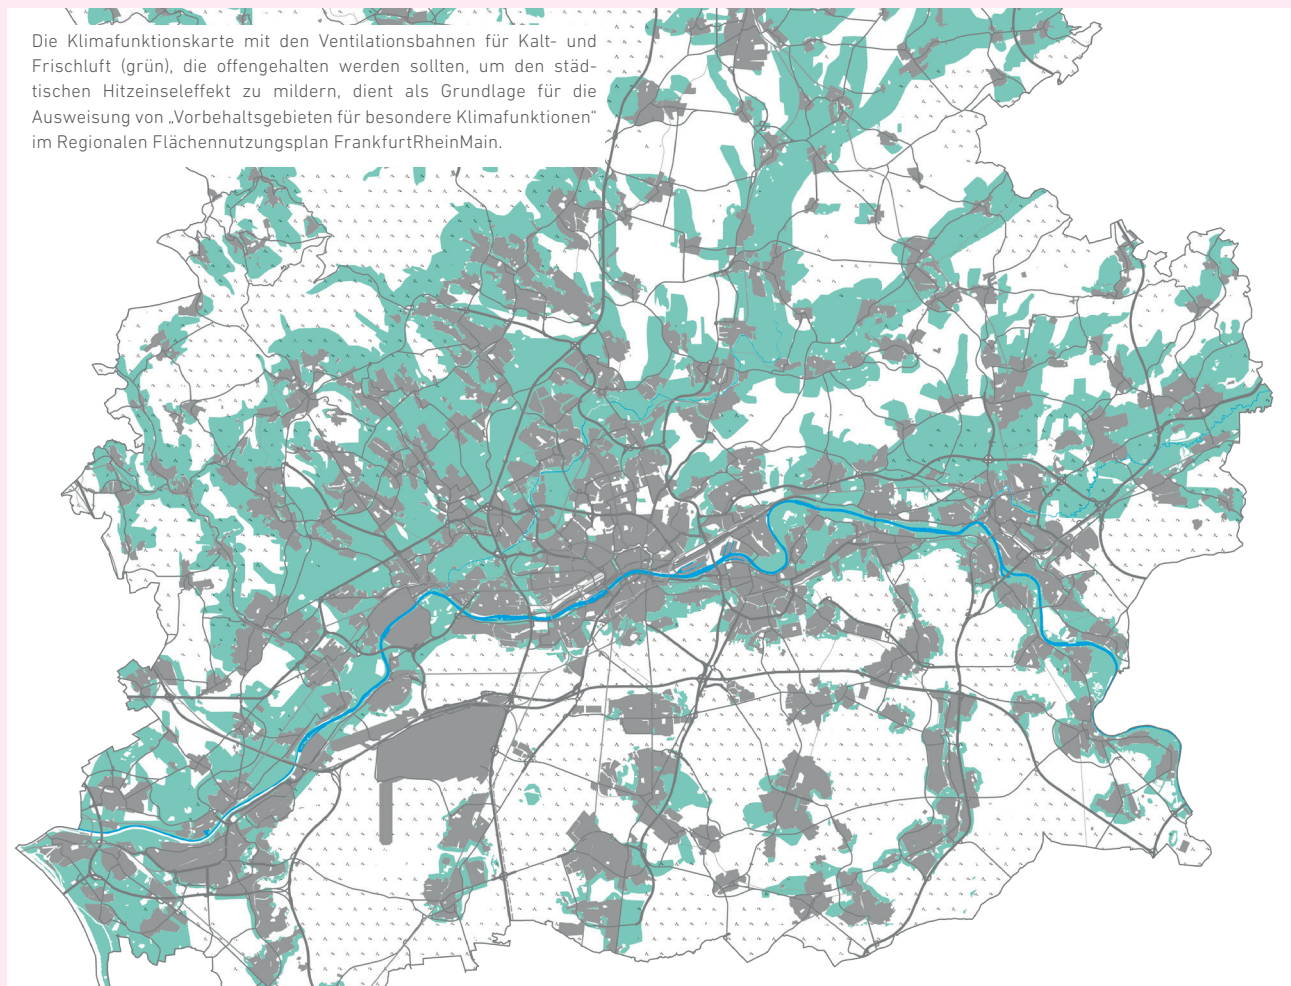 Die Klimafunktionskarte mit den Ventilationsbahnen für Kalt- und
Frischluft (grün), die offengehalten werden sollten, um den städ-
tischen Hitzeinseleffekt zu mildern, dient als Grundlage für die
Ausweisung von „Vorbehaltsgebieten für besondere Klimafunktionen“
im Regionalen Flächennutzungsplan FrankfurtRheinMain.